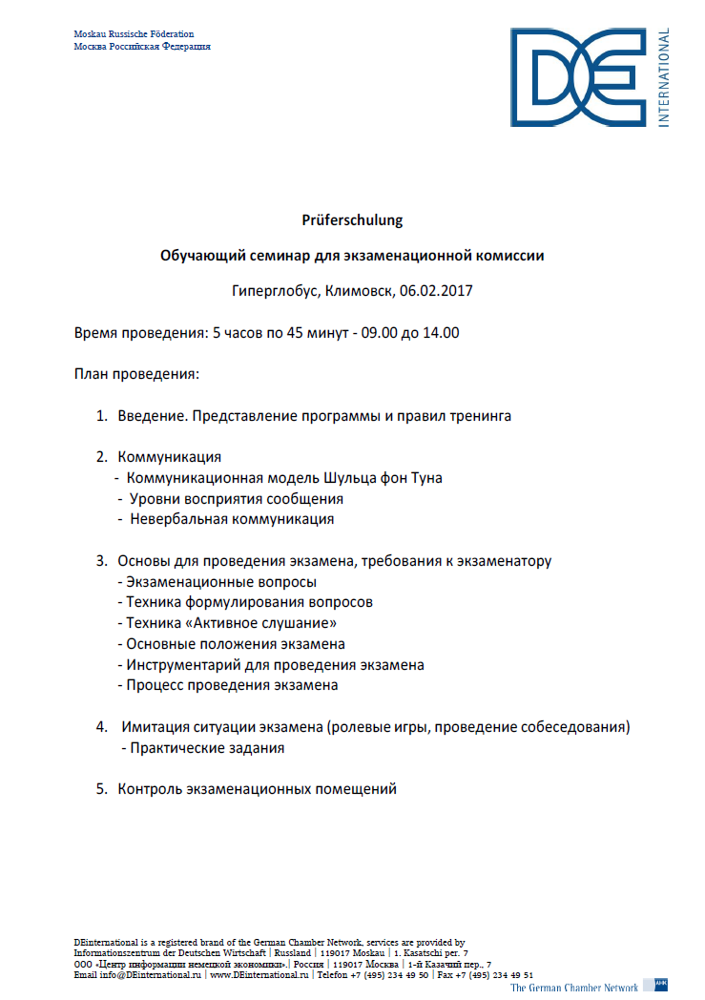 Moskau Russische Föderation
Москва Российская Федерация
DE
INTERNATIONAL
Prüferschulung
Обучающий семинар для экзаменационной комиссии
Гиперглобус, Климовск, 06.02.2017
Время проведения: 5 часов по 45 минут - 09.00 до 14.00
План проведения:
1. Введение. Представление программы и правил тренинга
2. Коммуникация
- Коммуникационная модель Шульца фон Туна
- Уровни восприятия сообщения
- Невербальная коммуникация
3. Основы для проведения экзамена, требования к экзаменатору
- Экзаменационные вопросы
- Техника формулирования вопросов
- Техника «Активное слушание»
- Основные положения экзамена
- Инструментарий для проведения экзамена
- Процесс проведения экзамена
4. Имитация ситуации экзамена (ролевые игры, проведение собеседования)
- Практические задания
5. Контроль экзаменационных помещений
DEinternational is a registered brand of the German Chamber Network, services are provided by
Informationszentrum der Deutschen Wirtschaft | Russland | 119017 Moskau | 1. Kasatschi per. 7
ООО «Центр информации немецкой экономики».| Россия | 119017 Москва | 1-й Казачий пер., 7
Email info@DEinternational.ru | www.DEinternational.ru | Telefon +7 (495) 234 49 50 | Fax +7 (495) 234 49 51
The German Chamber Network
AHK